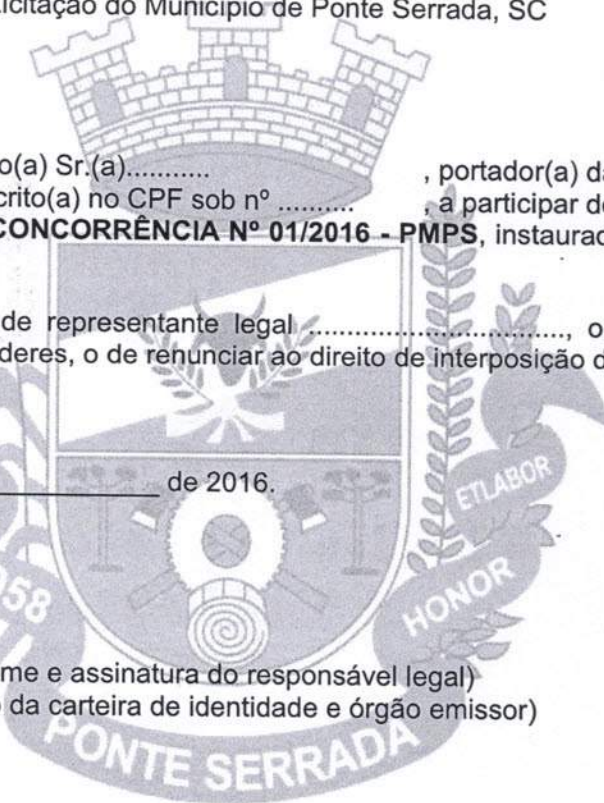 icitação do Município de Ponte Serrada, SC
o(a) Sr.(a)........... , portador(a) da
crito(a) no CPF sob nº .......... , a participar de
CONCORRÊNCIA Nº 01/2016 - PMPS, instaurad
de representante legal ..................................., o
deres, o de renunciar ao direito de interposição d
____________ de 2016.
ETLABOR
HONOR
958
me e assinatura do responsável legal)
o da carteira de identidade e órgão emissor)
PONTE SERRADA